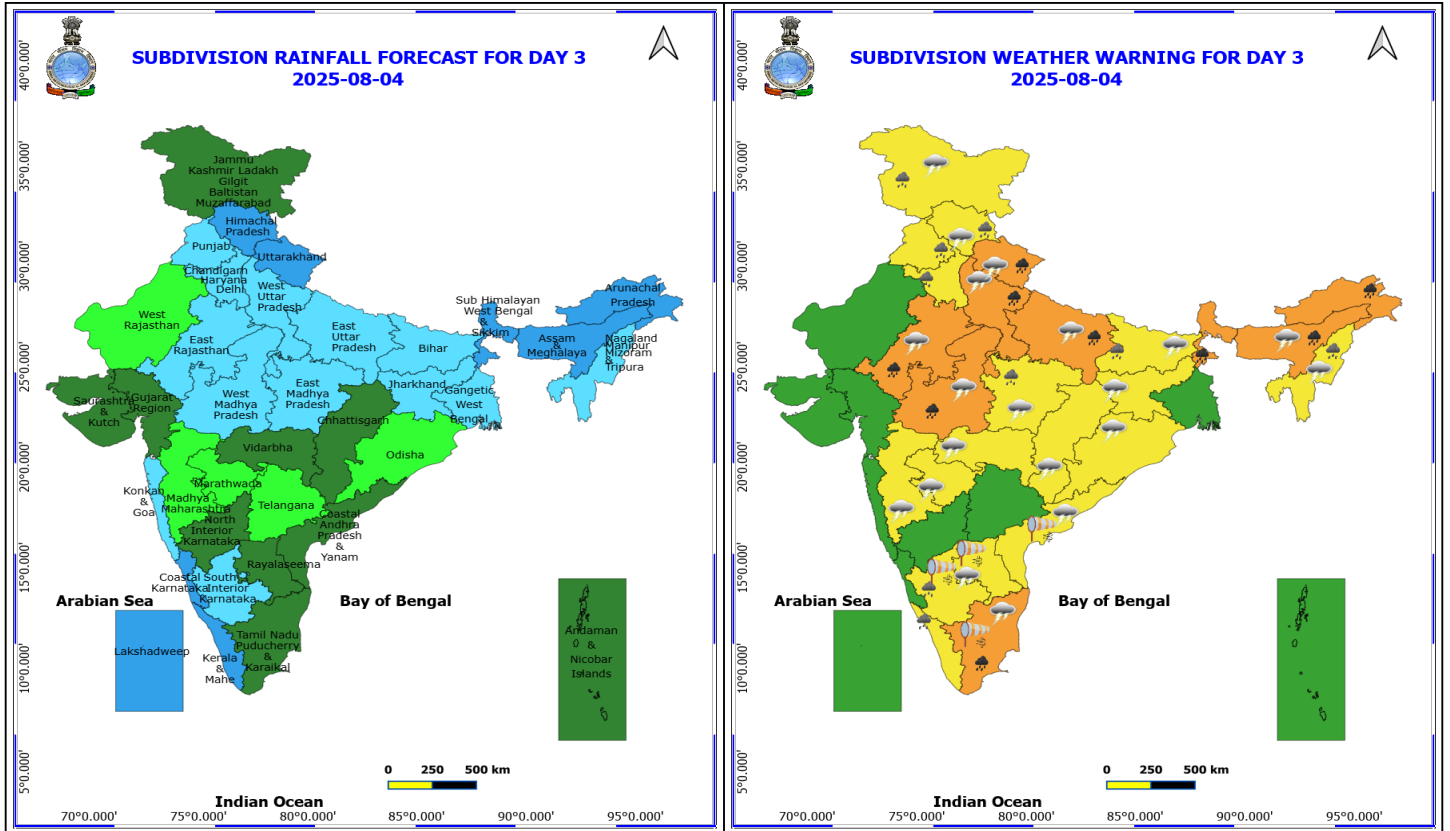 SUBDIVISION RAINFALL FORECAST FOR DAY 3
2025-08-04
40°0.000'
35°0.000'
30°0.000'
25°0.000'
20°0.000'
15°0.000'
10°0.000'
5°0.000'
Jammu
Kashmir Ladakh
Gilgit
Baltistan
Muzaffarabad
Himachal
Pradesh
Punjab
Uttarakhand
Chandigarh
Haryana
Delhi
West
Uttar
Pradesh
West
Rajasthan
East
Rajasthan
East
Uttar
Pradesh
Bihar
Sub Himalayan
West Bengal
&
Sikkim
Arunachal
Pradesh
Assam
&
Meghalaya
Nagaland
Manipur
Mizoram
&
Tripura
Saurashtra
&
Kutch
Gujarat
Region
West
Madhya
Pradesh
East
Madhya
Pradesh
Jharkhand
Gangetic
West
Bengal
Chhattisgarh
Vidarbha
Odisha
Konkan
&
Goa
Madhya
Maharashtra
Marathwada
Telangana
North
Interior
Karnataka
Coastal
Andhra
Pradesh
&
Yanam
Rayalaseema
Coastal
Karnataka
South
Interior
Karnataka
Arabian Sea
Bay of Bengal
Lakshadweep
Kerala
&
Mahe
Tamil Nadu
Puducherry
&
Karaikal
Andaman
&
Nicobar
Islands
0 250 500 km
Indian Ocean
70°0.000' 75°0.000' 80°0.000' 85°0.000' 90°0.000' 95°0.000'
SUBDIVISION WEATHER WARNING FOR DAY 3
2025-08-04
40°0.000'
35°0.000'
30°0.000'
25°0.000'
20°0.000'
15°0.000'
10°0.000'
5°0.000'
Arabian Sea
Bay of Bengal
0 250 500 km
Indian Ocean
70°0.000' 75°0.000' 80°0.000' 85°0.000' 90°0.000' 95°0.000'